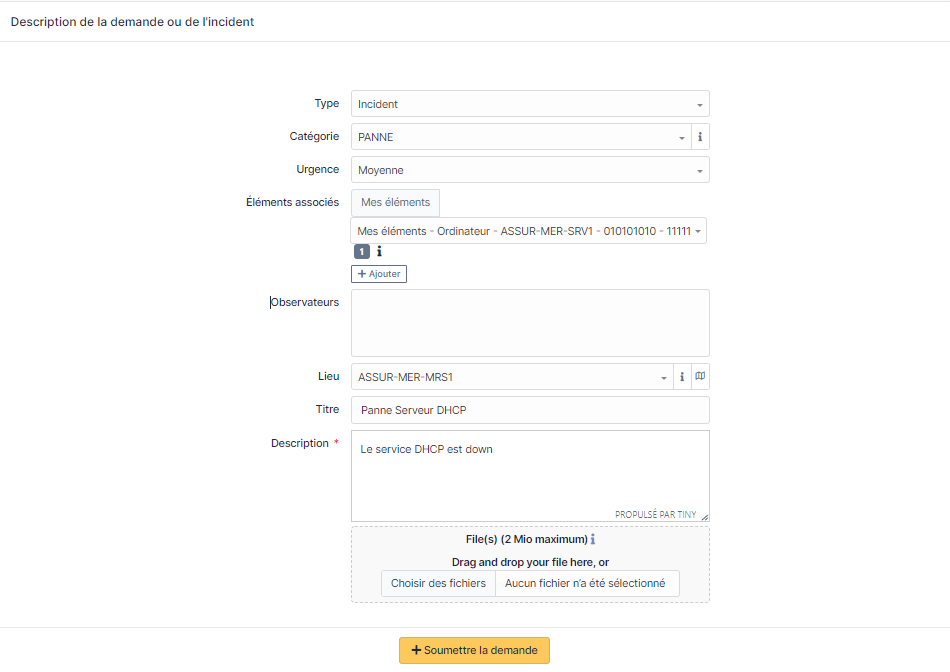 Description de la demande ou de l'incident
Type
Incident
Catégorie
PANNE
Urgence
Moyenne
Éléments associés
Mes éléments
Mes éléments - Ordinateur - ASSUR-MER-SRV1 - 010101010 - 11111
1
Ajouter
Observateurs
Lieu
ASSUR-MER-MRS1
Titre
Panne Serveur DHCP
Description *
Le service DHCP est down
PROPULSÉ PAR TINY
File(s) (2 Mio maximum)
Drag and drop your file here, or
Choisir des fichiers Aucun fichier n'a été sélectionné
Soumettre la demande